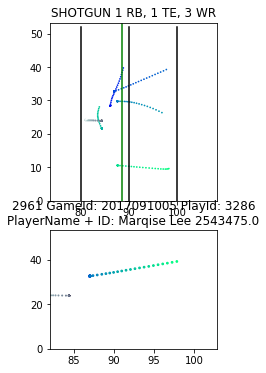 SHOTGUN 1 RB, 1 TE, 3 WR
50
40
30
20
10
0
80 90 100
2961 GameId: 2017091005 PlayId: 3286
PlayerName + ID: Marqise Lee 2543475.0
40
20
0
85 90 95 100